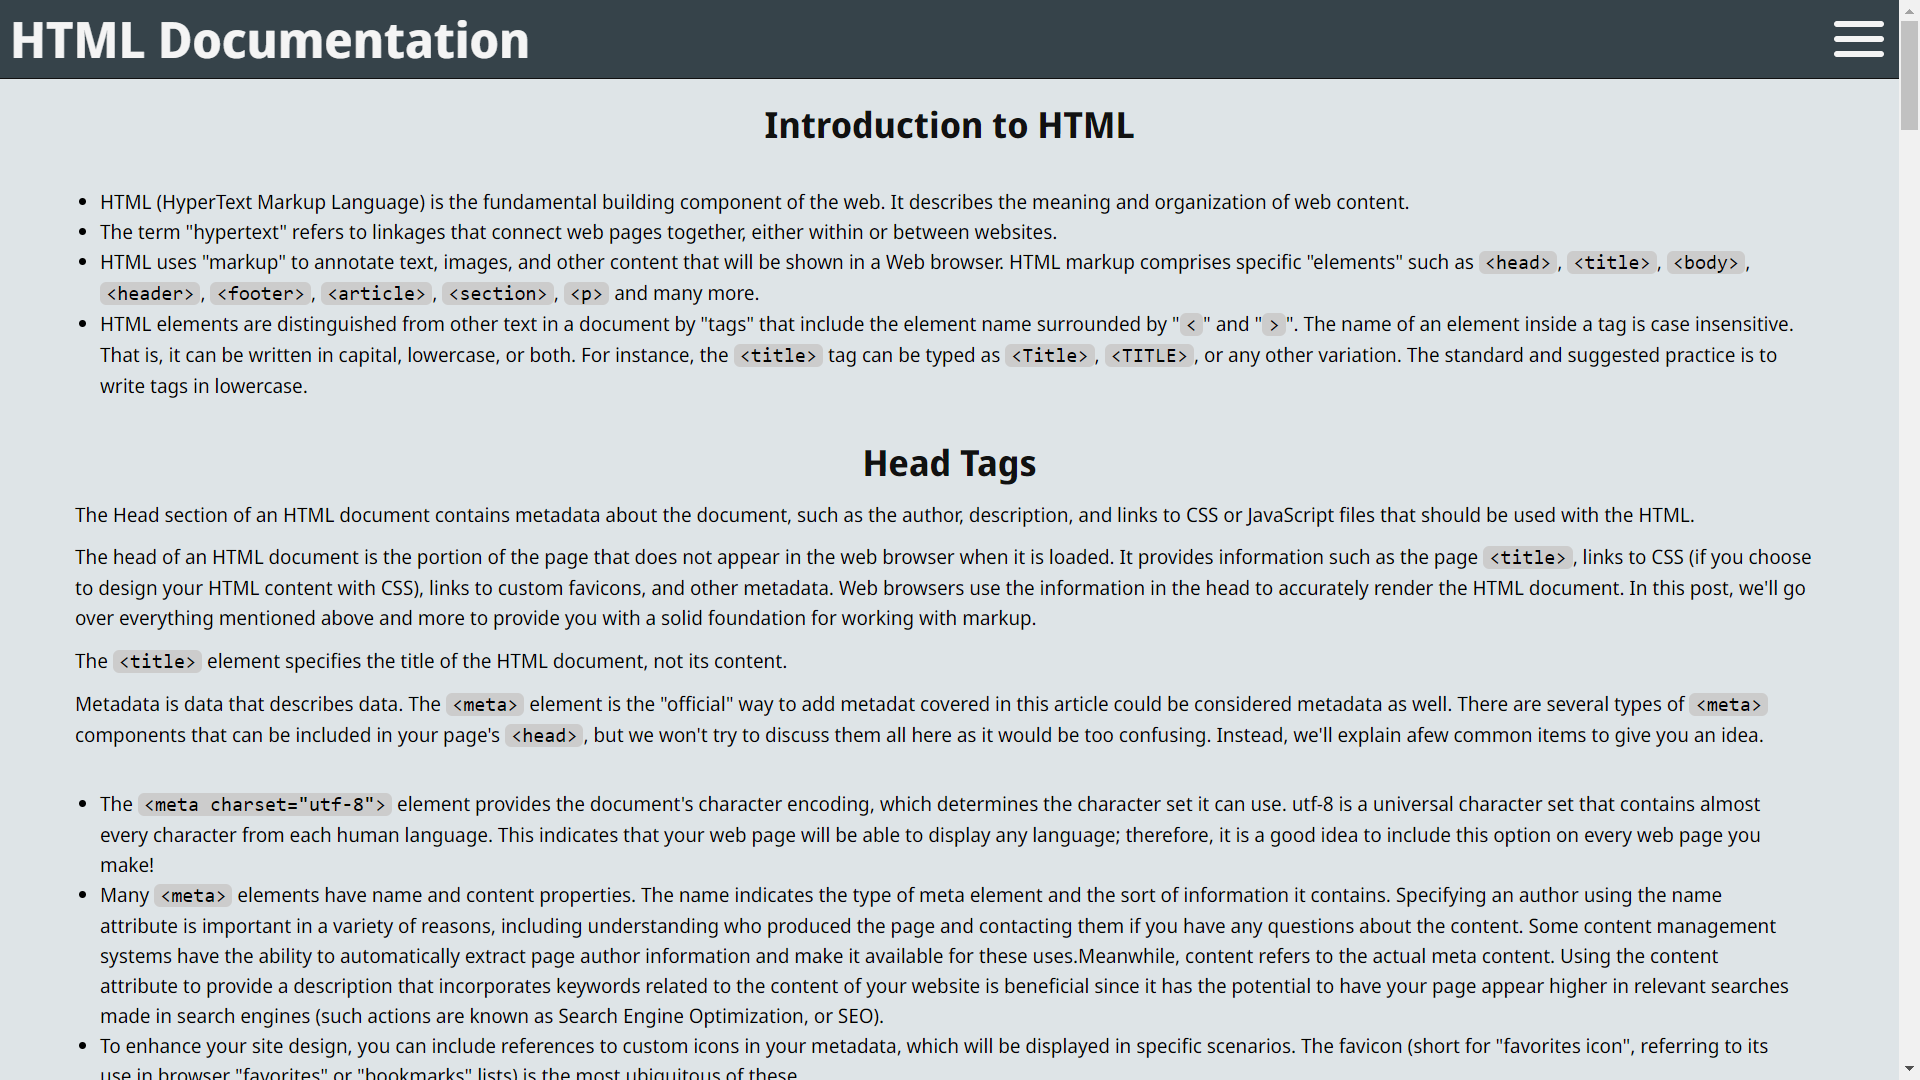 HTML Documentation
Introduction to HTML
• HTML (HyperText Markup Language) is the fundamental building component of the web. It describes the meaning and organization of web content.
• The term "hypertext" refers to linkages that connect web pages together, either within or between websites.
• HTML uses "markup" to annotate text, images, and other content that will be shown in a Web browser. HTML markup comprises specific "elements" such as <head>, <title>, <body>,
<header>, <footer>, <article>, <section>, <p> and many more.
• HTML elements are distinguished from other text in a document by "tags" that include the element name surrounded by "<" and ">". The name of an element inside a tag is case insensitive.
That is, it can be written in capital, lowercase, or both. For instance, the <title> tag can be typed as <Title>, <TITLE>, or any other variation. The standard and suggested practice is to
write tags in lowercase.
Head Tags
The Head section of an HTML document contains metadata about the document, such as the author, description, and links to CSS or JavaScript files that should be used with the HTML.
The head of an HTML document is the portion of the page that does not appear in the web browser when it is loaded. It provides information such as the page <title>, links to CSS (if you choose
to design your HTML content with CSS), links to custom favicons, and other metadata. Web browsers use the information in the head to accurately render the HTML document. In this post, we'll go
over everything mentioned above and more to provide you with a solid foundation for working with markup.
The <title> element specifies the title of the HTML document, not its content.
Metadata is data that describes data. The <meta> element is the "official" way to add metadat covered in this article could be considered metadata as well. There are several types of <meta>
components that can be included in your page's <head>, but we won't try to discuss them all here as it would be too confusing. Instead, we'll explain afew common items to give you an idea.
• The <meta charset="utf-8"> element provides the document's character encoding, which determines the character set it can use. utf-8 is a universal character set that contains almost
every character from each human language. This indicates that your web page will be able to display any language; therefore, it is a good idea to include this option on every web page you
make!
• Many <meta> elements have name and content properties. The name indicates the type of meta element and the sort of information it contains. Specifying an author using the name
attribute is important in a variety of reasons, including understanding who produced the page and contacting them if you have any questions about the content. Some content management
systems have the ability to automatically extract page author information and make it available for these uses.Meanwhile, content refers to the actual meta content. Using the content
attribute to provide a description that incorporates keywords related to the content of your website is beneficial since it has the potential to have your page appear higher in relevant searches
made in search engines (such actions are known as Search Engine Optimization, or SEO).
• To enhance your site design, you can include references to custom icons in your metadata, which will be displayed in specific scenarios. The favicon (short for "favorites icon", referring to its
use in browser "favorites" or "bookmarks" lists) is the most ubiquitous of these